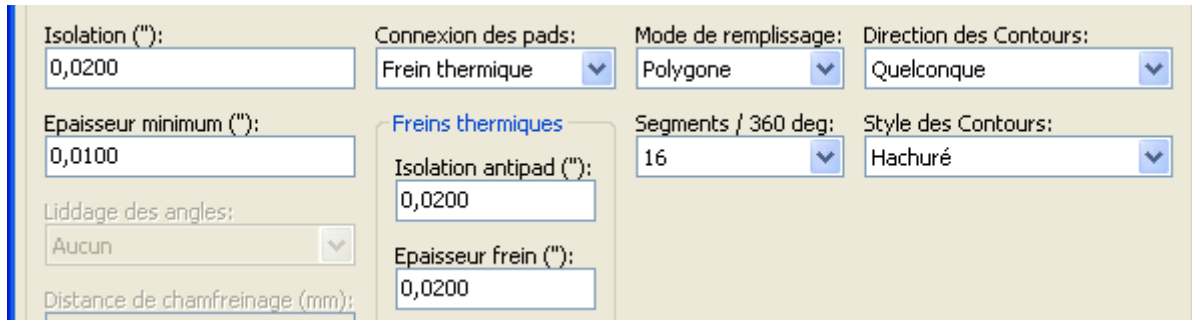 Isolation ("):
0,0200
Connexion des pads:
Frein thermique
Mode de remplissage:
Polygone
Direction des Contours:
Quelconque
Epaisseur minimum ("):
0,0100
Freins thermiques
Isolation antipad ("):
0,0200
Epaisseur frein ("):
0,0200
Segments / 360 deg:
16
Style des Contours:
Hachuré
Liddage des angles:
Aucun
Distance de chamfreinage (mm):